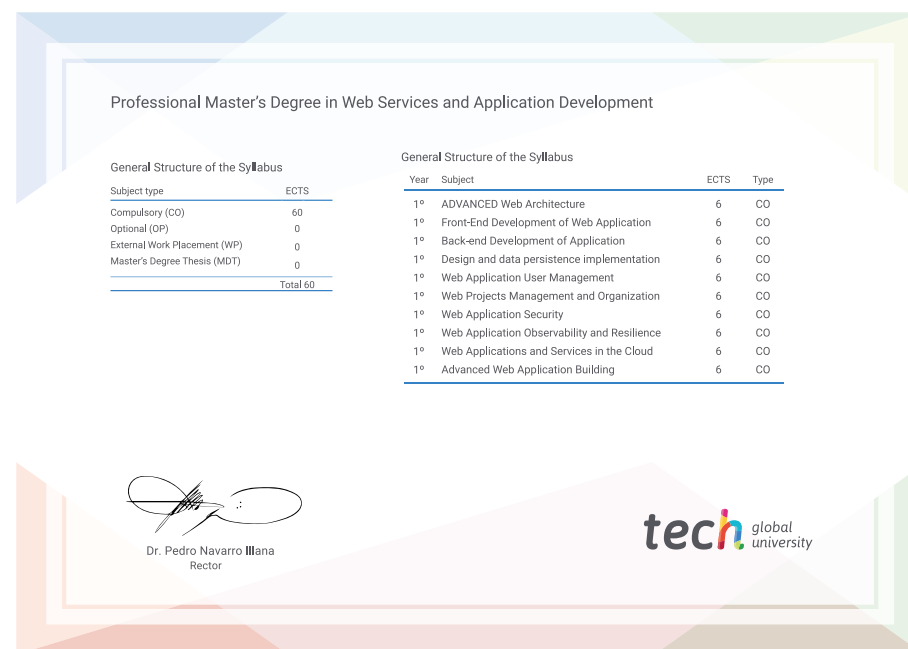 Professional Master's Degree in Web Services and Application Development
General Structure of the Syllabus
Subject type ECTS
Compulsory (CO) 60
Optional (OP) 0
External Work Placement (WP) 0
Master's Degree Thesis (MDT) 0
Total 60
General Structure of the Syllabus
Year Subject ECTS Type
1º ADVANCED Web Architecture 6 CO
1º Front-End Development of Web Application 6 CO
1º Back-end Development of Application 6 CO
1º Design and data persistence implementation 6 CO
1º Web Application User Management 6 CO
1º Web Projects Management and Organization 6 CO
1º Web Application Security 6 CO
1º Web Application Observability and Resilience 6 CO
1º Web Applications and Services in the Cloud 6 CO
1º Advanced Web Application Building 6 CO
Dr. Pedro Navarro Illana
Rector
tech global
university